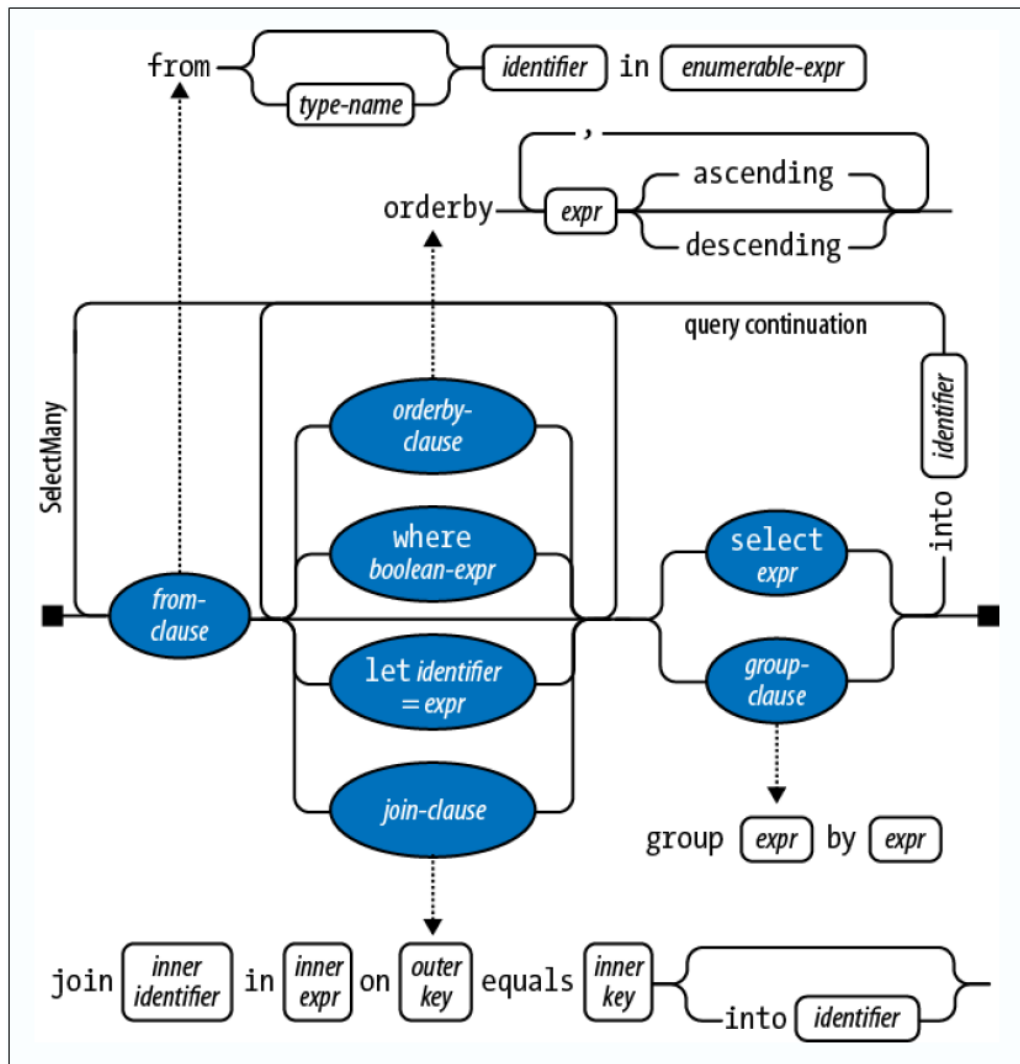 from identifier in enumerable-expr
type-name
,
ascending
orderby expr
descending
query continuation
SelectMany
orderby-
clause
identifier
into
where
boolean-expr
select
expr
from-
clause
let identifier
= expr
group-
clause
join-clause
group expr by expr
join inner identifier in inner expr on outer key equals inner key
into identifier